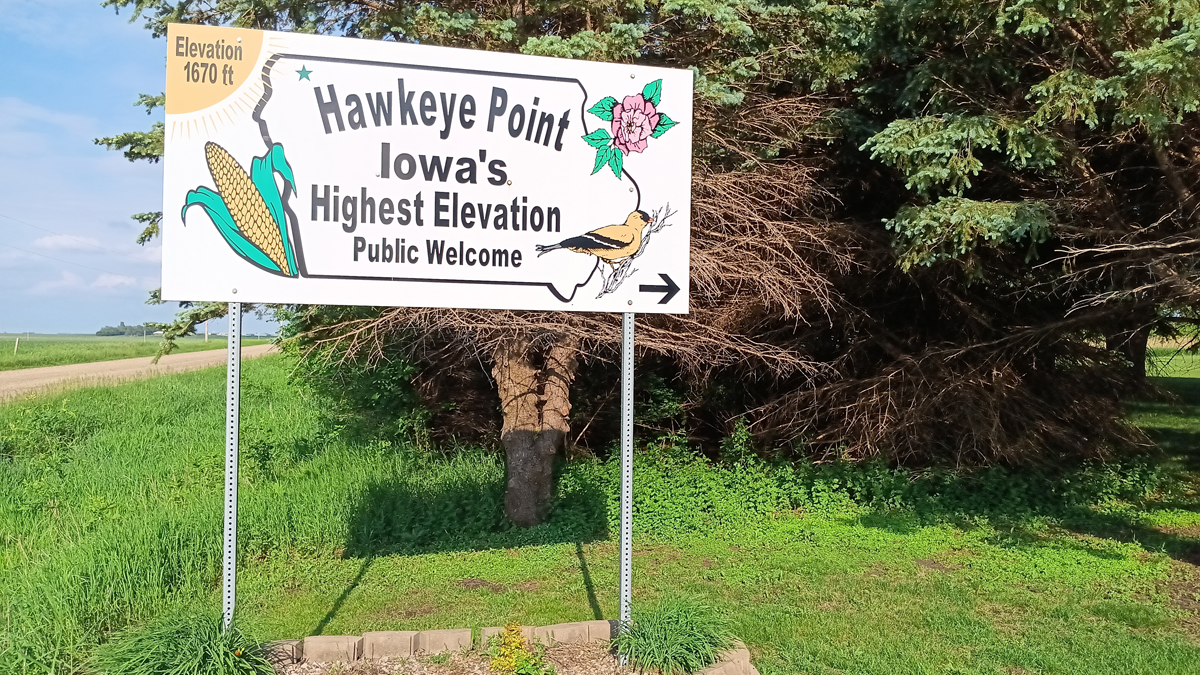 Elevation
1670 ft
Hawkeye Point
Iowa's
Highest Elevation
Public Welcome